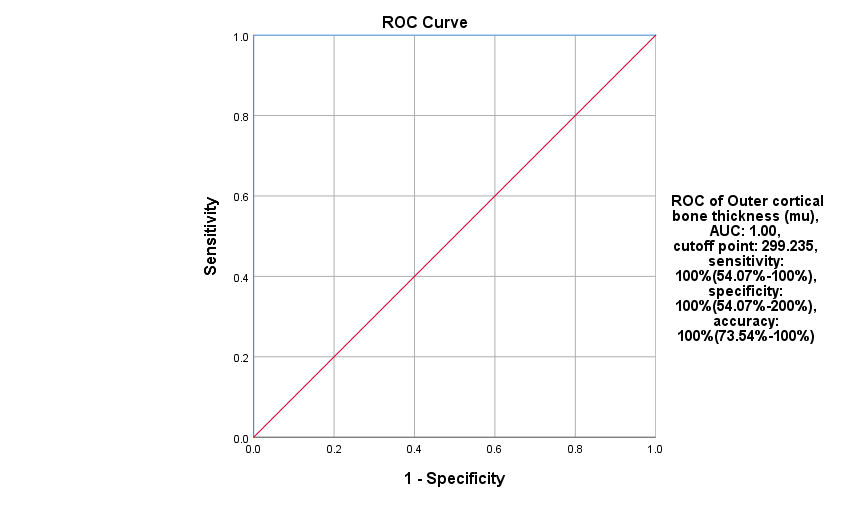 ROC Curve
1.0
0.8
0.6
0.4
0.2
0.0
Sensitivity
0.0 0.2 0.4 0.6 0.8 1.0
1 - Specificity
ROC of Outer cortical
bone thickness (mu),
AUC: 1.00,
cutoff point: 299.235,
sensitivity:
100%(54.07%-100%),
specificity:
100%(54.07%-200%),
accuracy:
100%(73.54%-100%)